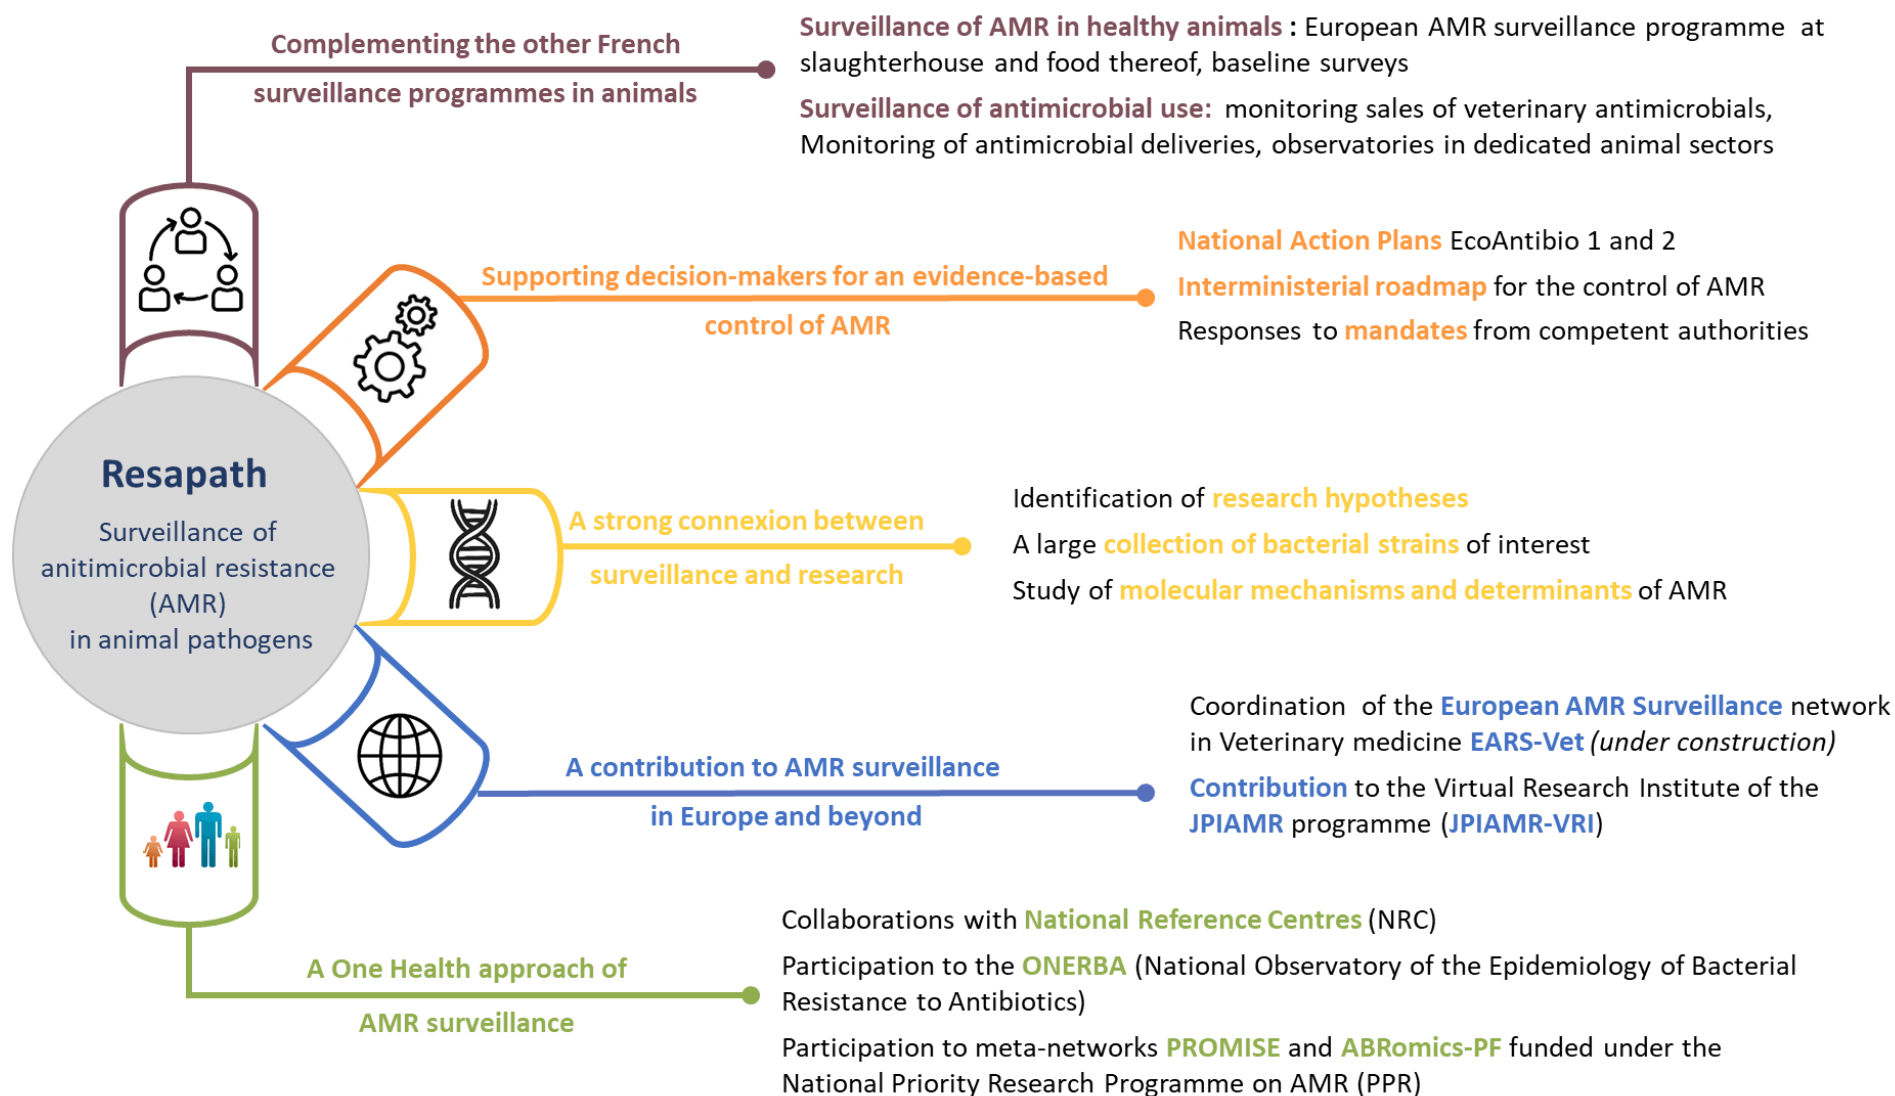 Complementing the other French
surveillance programmes in animals
Surveillance of AMR in healthy animals : European AMR surveillance programme at
slaughterhouse and food thereof, baseline surveys
Surveillance of antimicrobial use: monitoring sales of veterinary antimicrobials,
Monitoring of antimicrobial deliveries, observatories in dedicated animal sectors
Supporting decision-makers for an evidence-based
control of AMR
National Action Plans EcoAntibio 1 and 2
Interministerial roadmap for the control of AMR
Responses to mandates from competent authorities
Resapath
Surveillance of
anitimicrobial resistance
(AMR)
in animal pathogens
A strong connexion between
surveillance and research
Identification of research hypotheses
A large collection of bacterial strains of interest
Study of molecular mechanisms and determinants of AMR
A contribution to AMR surveillance
in Europe and beyond
Coordination of the European AMR Surveillance network
in Veterinary medicine EARS-Vet (under construction)
Contribution to the Virtual Research Institute of the
JPIAMR programme (JPIAMR-VRI)
A One Health approach of
AMR surveillance
Collaborations with National Reference Centres (NRC)
Participation to the ONERBA (National Observatory of the Epidemiology of Bacterial
Resistance to Antibiotics)
Participation to meta-networks PROMISE and ABRomics-PF funded under the
National Priority Research Programme on AMR (PPR)